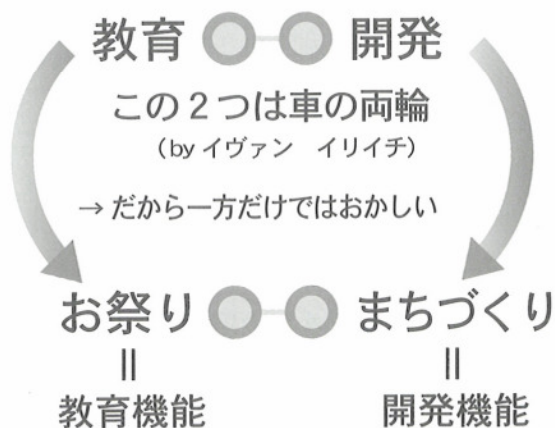 教育 開発
この２つは車の両輪
（by イヴァン　イリイチ）
→ だから一方だけではおかしい
お祭り まちづくり
|| ||
教育機能 開発機能